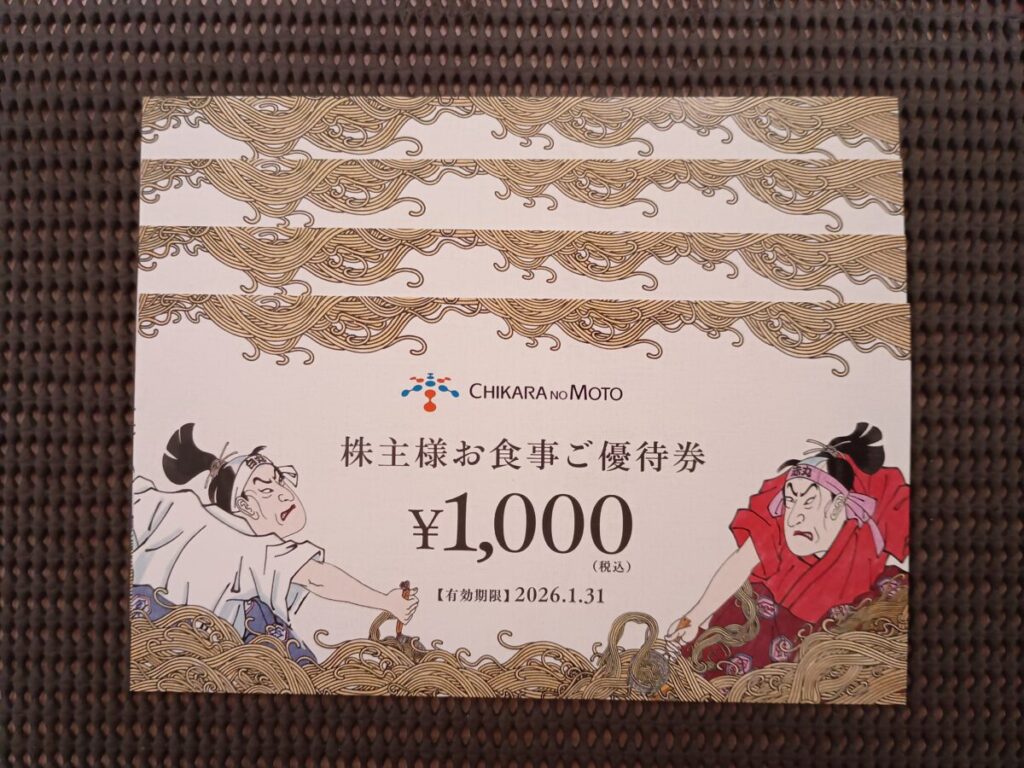 CHIKARA NO MOTO
株主様お食事ご優待券
¥1,000
(税込)
【有効期限】2026.1.31